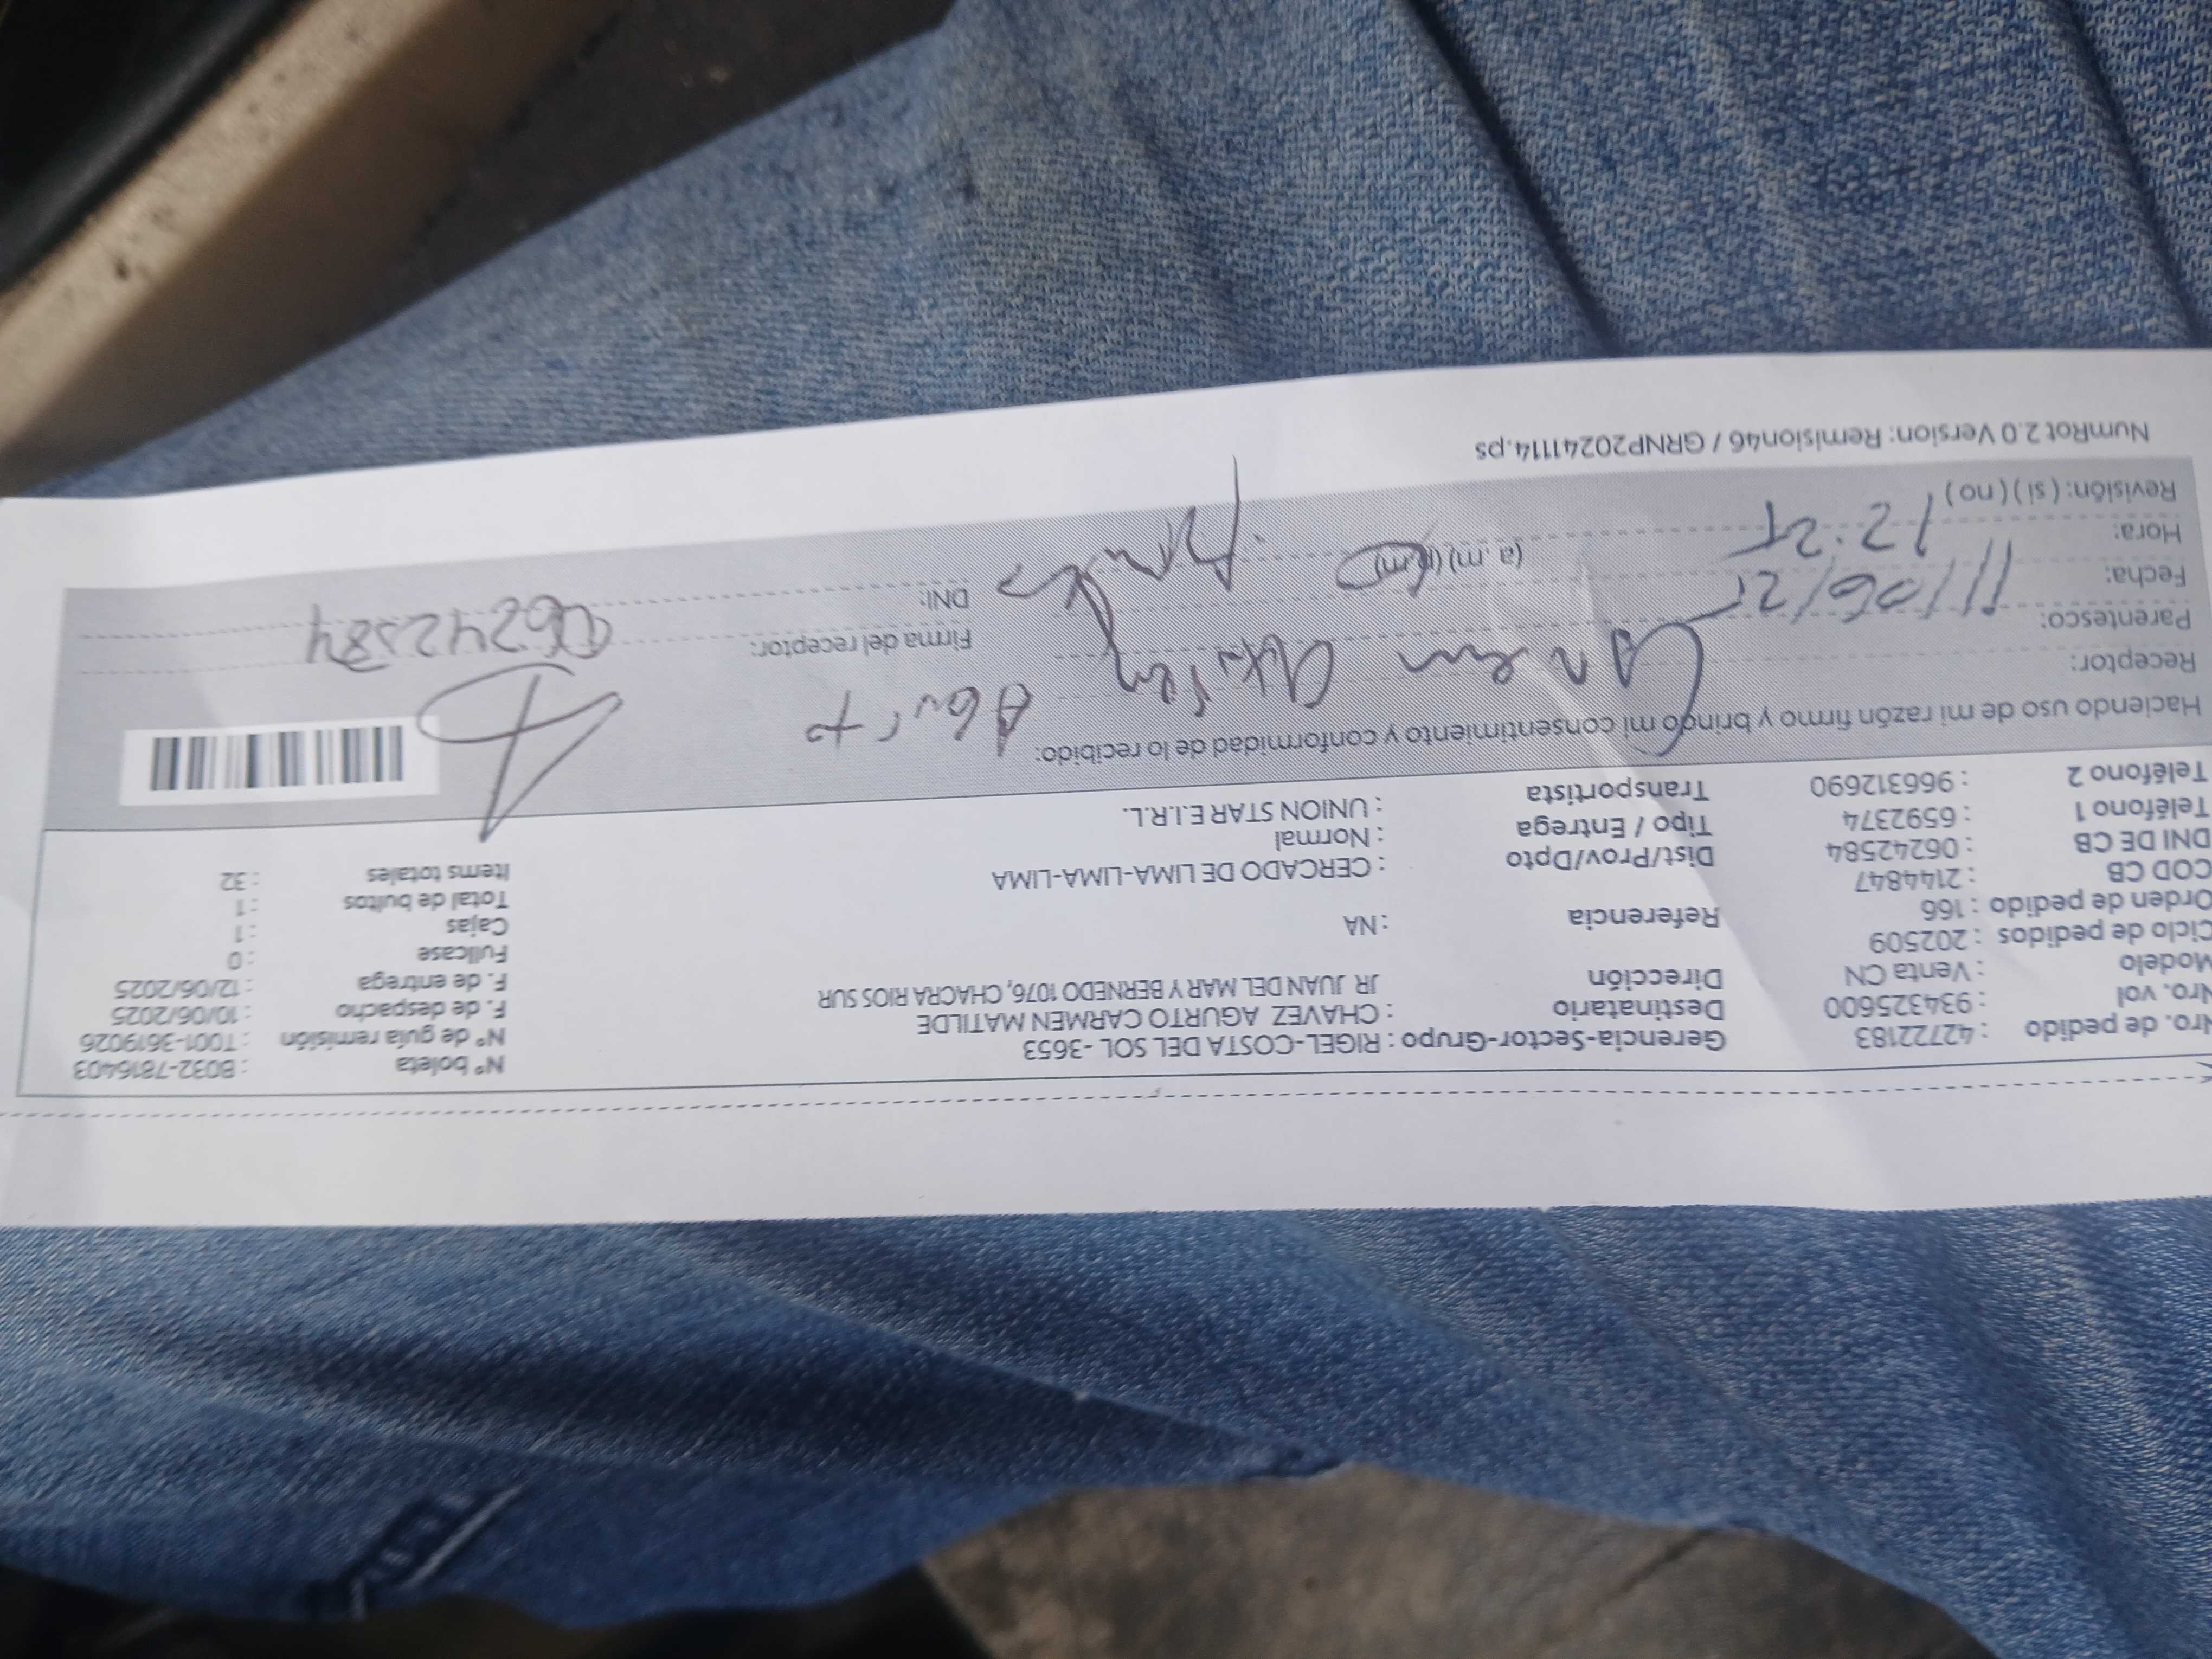 Nro. de pedido : 42722183 Gerencia-Sector-Grupo : RIGEL-COSTA DEL SOL -3653 N° boleta : B032-7816403
Nro. vol : 934325600 Destinatario : CHAVEZ AGURTO CARMEN MATILDE N° de guía remisión : T001-3619026
Modelo : Venta CN Dirección JR JUAN DEL MAR Y BERNEDO 1076, CHACRA RIOS SUR F. de despacho : 10/06/2025
Ciclo de pedidos : 202509 F. de entrega : 12/06/2025
Orden de pedido : 166 Referencia : NA Fullcase : 0
COD CB : 2144847 Cajas : 1
DNI DE CB : 06242584 Dist/Prov/Dpto : CERCADO DE LIMA-LIMA-LIMA Total de bultos : 1
Teléfono 1 : 6592374 Tipo / Entrega : Normal Items totales : 32
Teléfono 2 : 966312690 Transportista : UNION STAR E.I.R.L.
Haciendo uso de mi razón firmo y brindo mi consentimiento y conformidad de lo recibido:
Receptor: Carmen Agurto
Parentesco: Firma del receptor:
Fecha: 11/06/25 DNI: 06242584
Hora: 12.25 (a. m) (p.m)
Revisión: ( si ) ( no )
NumRot 2.0 Version: Remision46 / GRNP20241114.ps